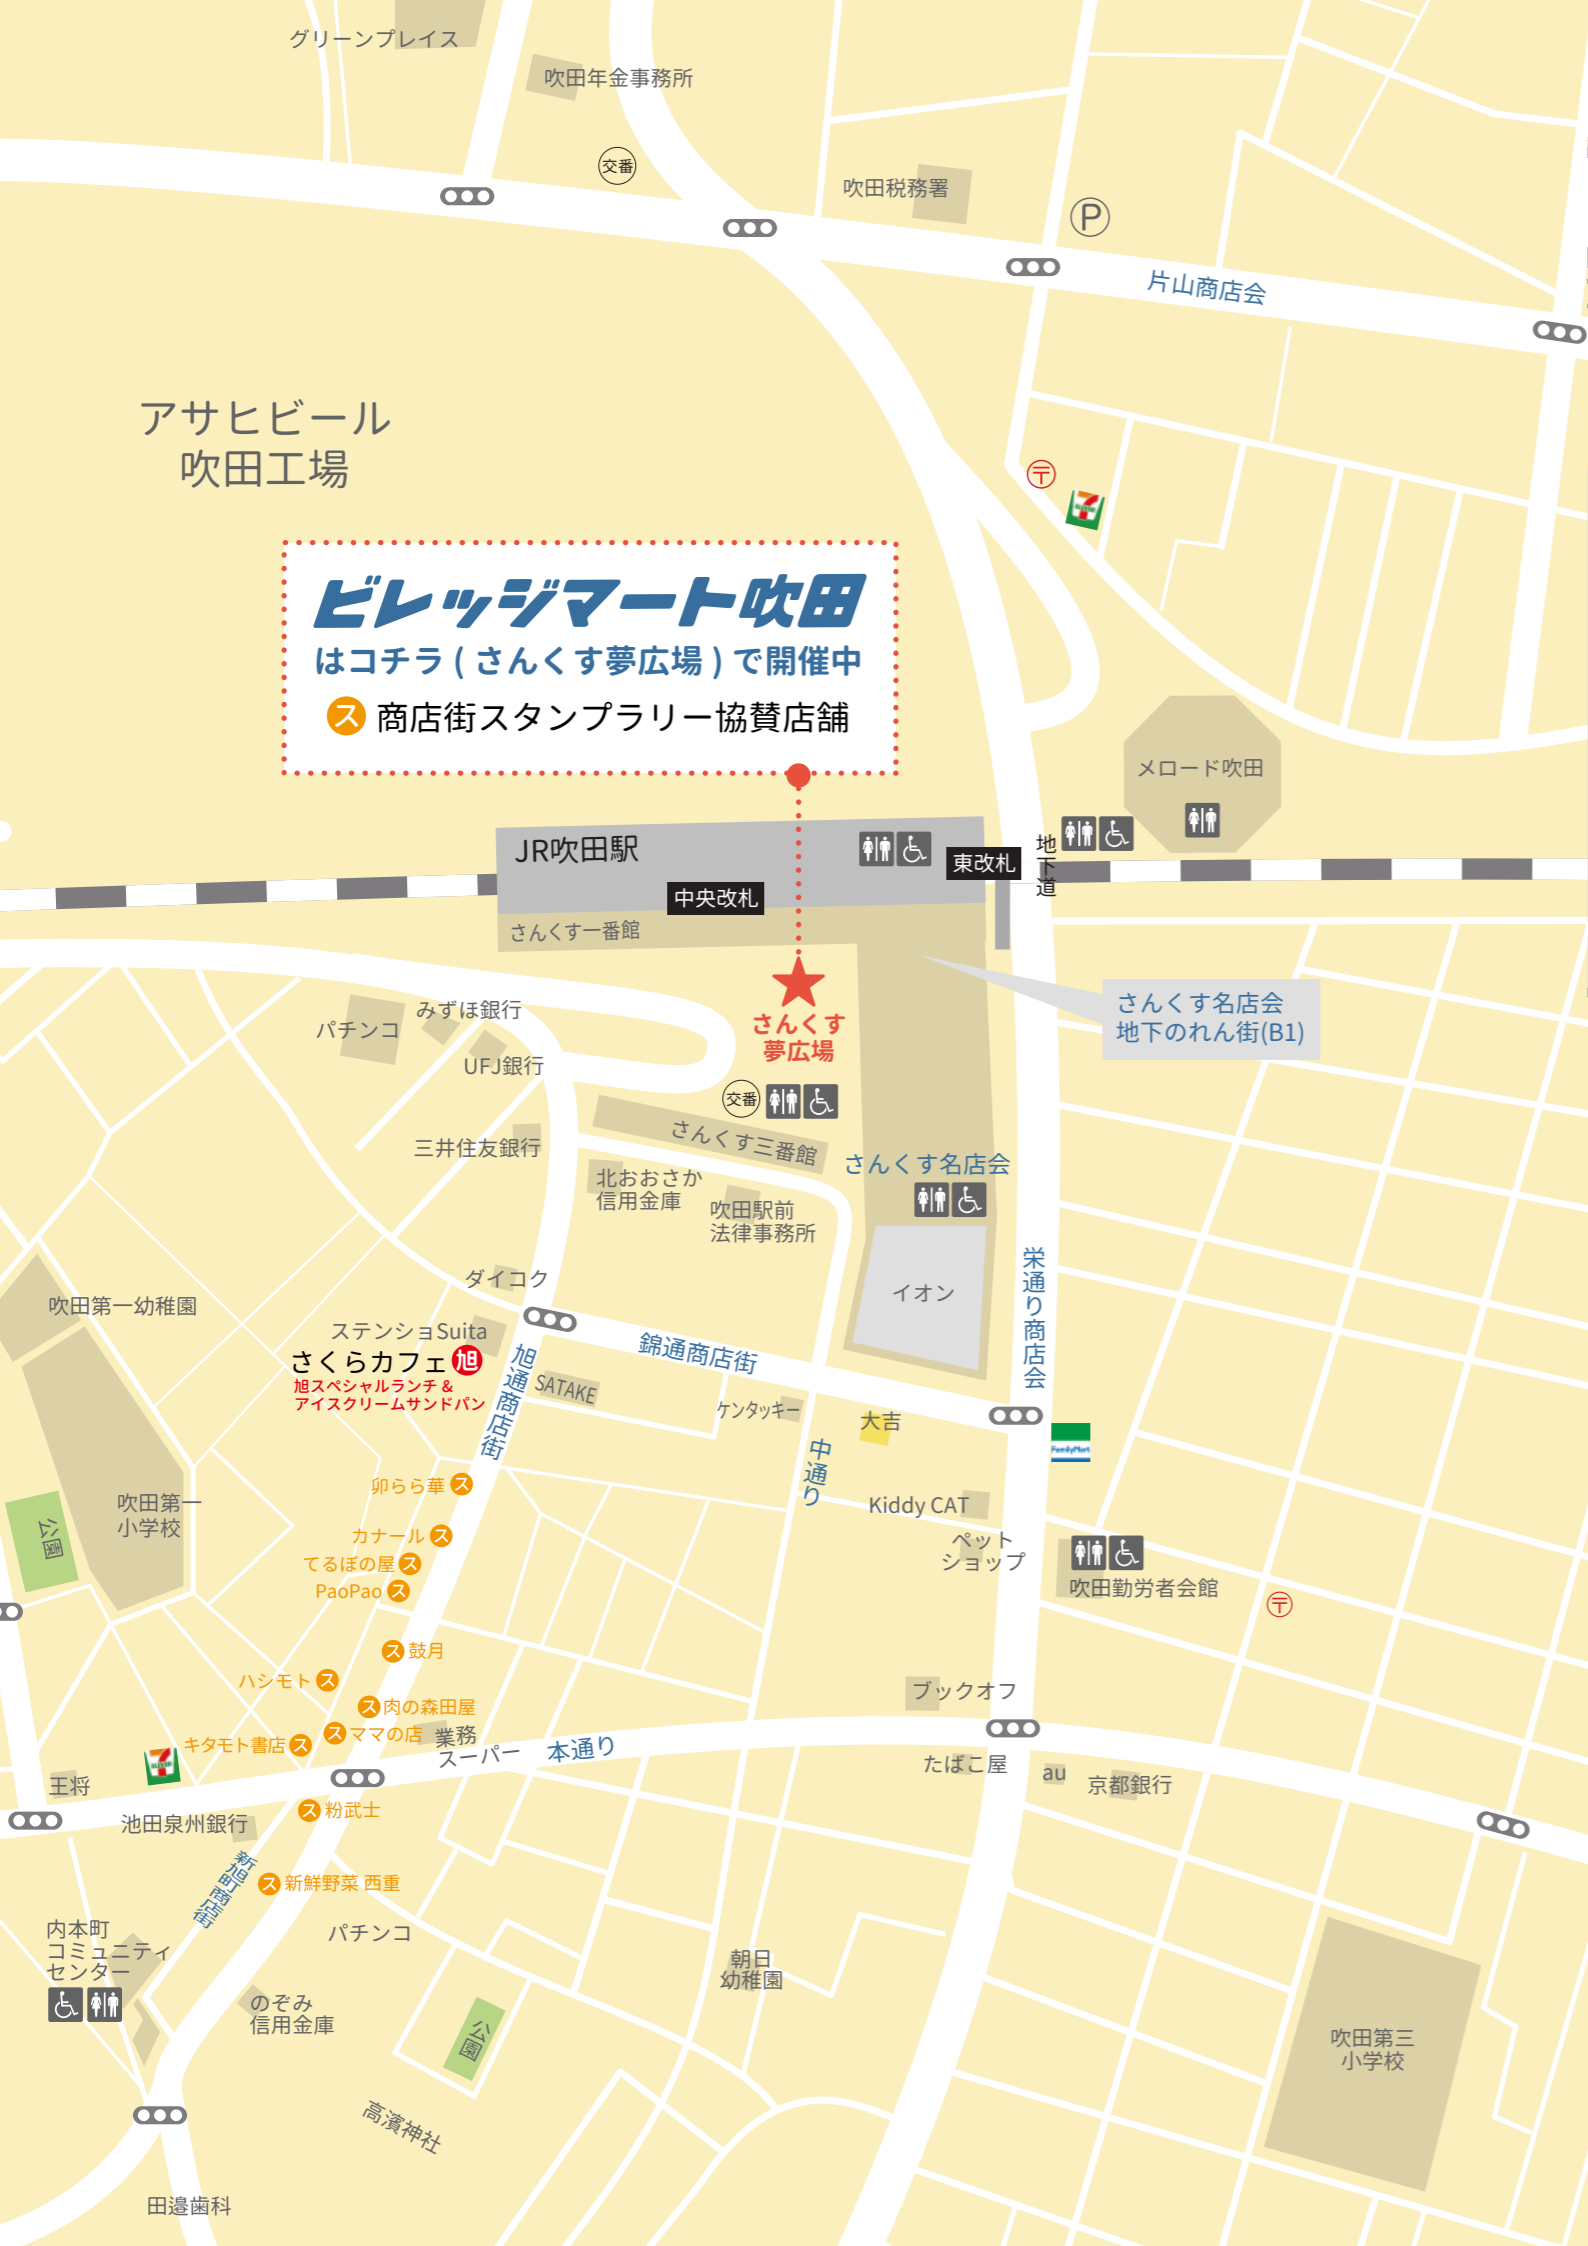 グリーンプレイス
吹田年金事務所
交番
吹田税務署
P
片山商店会
アサヒビール
吹田工場
〒
7
ビレッジマート吹田
はコチラ ( さんくす夢広場 ) で開催中
ス 商店街スタンプラリー協賛店舗
メロード吹田
JR吹田駅
東改札
地下道
中央改札
さんくす一番館
さんくす
夢広場
さんくす名店会
地下のれん街(B1)
みずほ銀行
パチンコ
UFJ銀行
交番
さんくす三番館
三井住友銀行
さんくす名店会
北おおさか
信用金庫
吹田駅前
法律事務所
栄通り商店会
ダイコク
イオン
吹田第一幼稚園
ステンショSuita
さくらカフェ 旭
旭スペシャルランチ &
アイスクリームサンドパン
旭通商店街
錦通商店街
SATAKE
ケンタッキー
大吉
FamilyMart
中通り
卯らら華 ス
吹田第一
小学校
公園
Kiddy CAT
カナール ス
ペット
ショップ
てるぼの屋 ス
PaoPao ス
吹田勤労者会館
〒
ス 鼓月
ハシモト ス
ス 肉の森田屋
ブックオフ
ス ママの店
キタモト書店 ス
業務
スーパー
本通り
7
王将
たばこ屋
au
京都銀行
ス 粉武士
池田泉州銀行
新旭町商店街
ス 新鮮野菜 西重
内本町
コミュニティ
センター
パチンコ
朝日
幼稚園
のぞみ
信用金庫
公園
吹田第三
小学校
高濱神社
田邉歯科